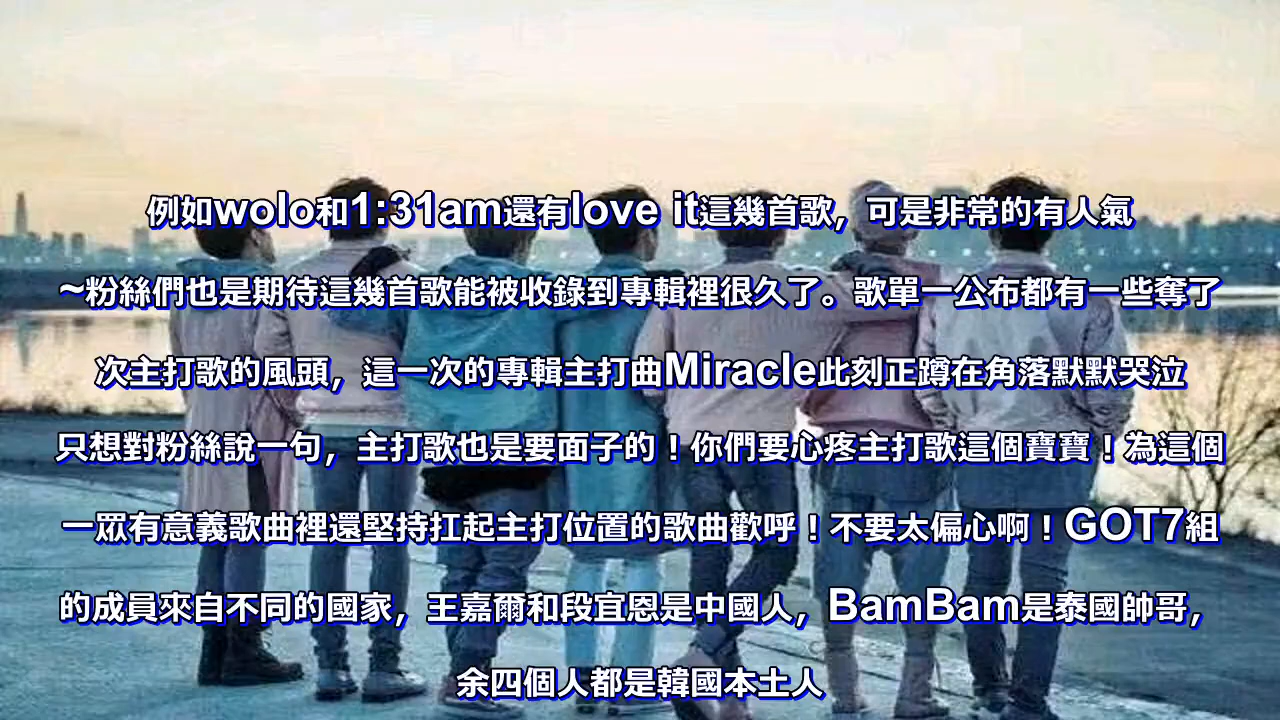 例如wolo和1:31am還有love it這幾首歌，可是非常的有人氣
~粉絲們也是期待這幾首歌能被收錄到專輯裡很久了。歌單一公布都有一些奪了
次主打歌的風頭，這一次的專輯主打曲Miracle此刻正蹲在角落默默哭泣
只想對粉絲說一句，主打歌也是要面子的！你們要心疼主打歌這個寶寶！為這個
一眾有意義歌曲裡還堅持扛起主打位置的歌曲歡呼！不要太偏心啊！GOT7組
的成員來自不同的國家，王嘉爾和段宜恩是中國人，BamBam是泰國帥哥，
余四個人都是韓國本土人